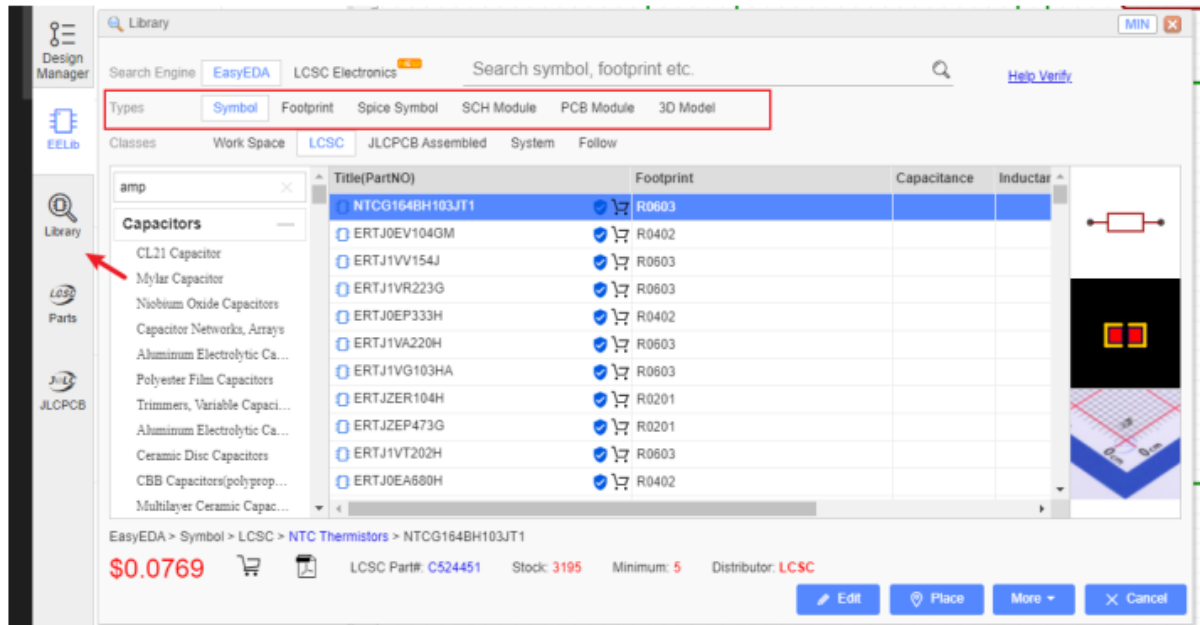 Library
MIN
Design
Manager
Search Engine EasyEDA LCSC Electronics Search symbol, footprint etc. Help Verify
Types Symbol Footprint Spice Symbol SCH Module PCB Module 3D Model
EELib
Classes Work Space LCSC JLCPCB Assembled System Follow
amp
Title(PartNO) Footprint Capacitance Inductar
Library
Capacitors
CL21 Capacitor
Mylar Capacitor
Niobium Oxide Capacitors
Capacitor Networks, Arrays
Aluminum Electrolytic Ca...
Polyester Film Capacitors
Trimmers, Variable Capaci...
Aluminum Electrolytic Ca...
Ceramic Disc Capacitors
CBB Capacitors(polyprop...
Multilayer Ceramic Capac...
NTCG164BH103JT1 R0603
ERTJ0EV104GM R0402
ERTJ1VV154J R0603
ERTJ1VR223G R0603
ERTJ0EP333H R0402
ERTJ1VA220H R0603
ERTJ1VG103HA R0603
ERTJZER104H R0201
ERTJZEP473G R0201
ERTJ1VT202H R0603
ERTJ0EA680H R0402
LCSC
Parts
JLCPCB
EasyEDA > Symbol > LCSC > NTC Thermistors > NTCG164BH103JT1
$0.0769 LCSC Part#: C524451 Stock: 3195 Minimum: 5 Distributor: LCSC
Edit Place More Cancel